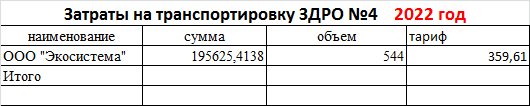 Затраты на транспортировку ЗДРО №4 2022 год
наименование сумма объем тариф
ООО "Экосистема" 195625,4138 544 359,61
Итого